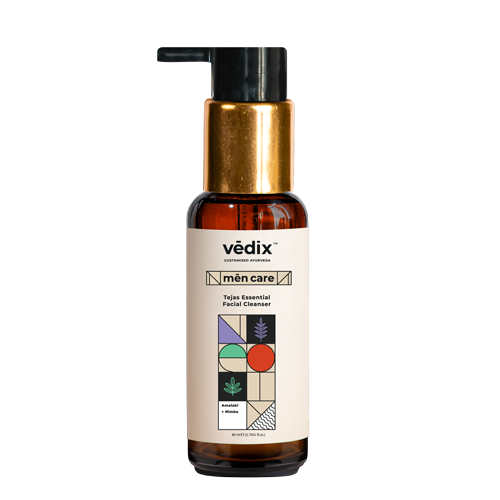 vēdix™
CUSTOMISED AYURVEDA
mēn care
Tejas Essential
Facial Cleanser
Amalaki
+ Nimba